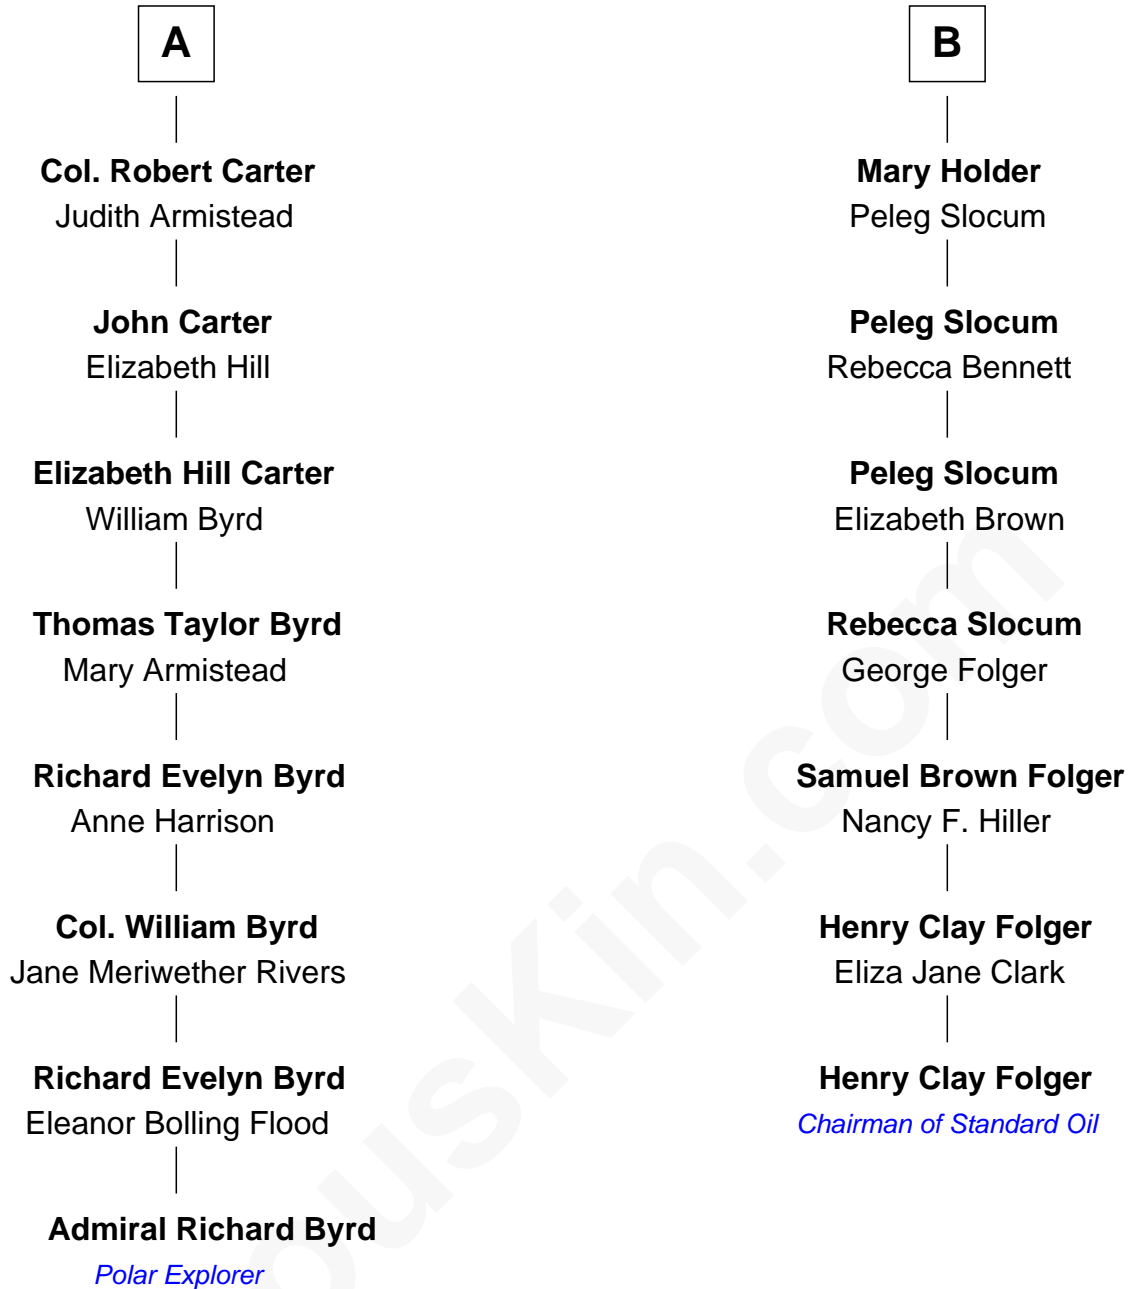 A
Col. Robert Carter
Judith Armistead
John Carter
Elizabeth Hill
Elizabeth Hill Carter
William Byrd
Thomas Taylor Byrd
Mary Armistead
Richard Evelyn Byrd
Anne Harrison
Col. William Byrd
Jane Meriwether Rivers
Richard Evelyn Byrd
Eleanor Bolling Flood
Admiral Richard Byrd
Polar Explorer
B
Mary Holder
Peleg Slocum
Peleg Slocum
Rebecca Bennett
Peleg Slocum
Elizabeth Brown
Rebecca Slocum
George Folger
Samuel Brown Folger
Nancy F. Hiller
Henry Clay Folger
Eliza Jane Clark
Henry Clay Folger
Chairman of Standard Oil
ousKin.com